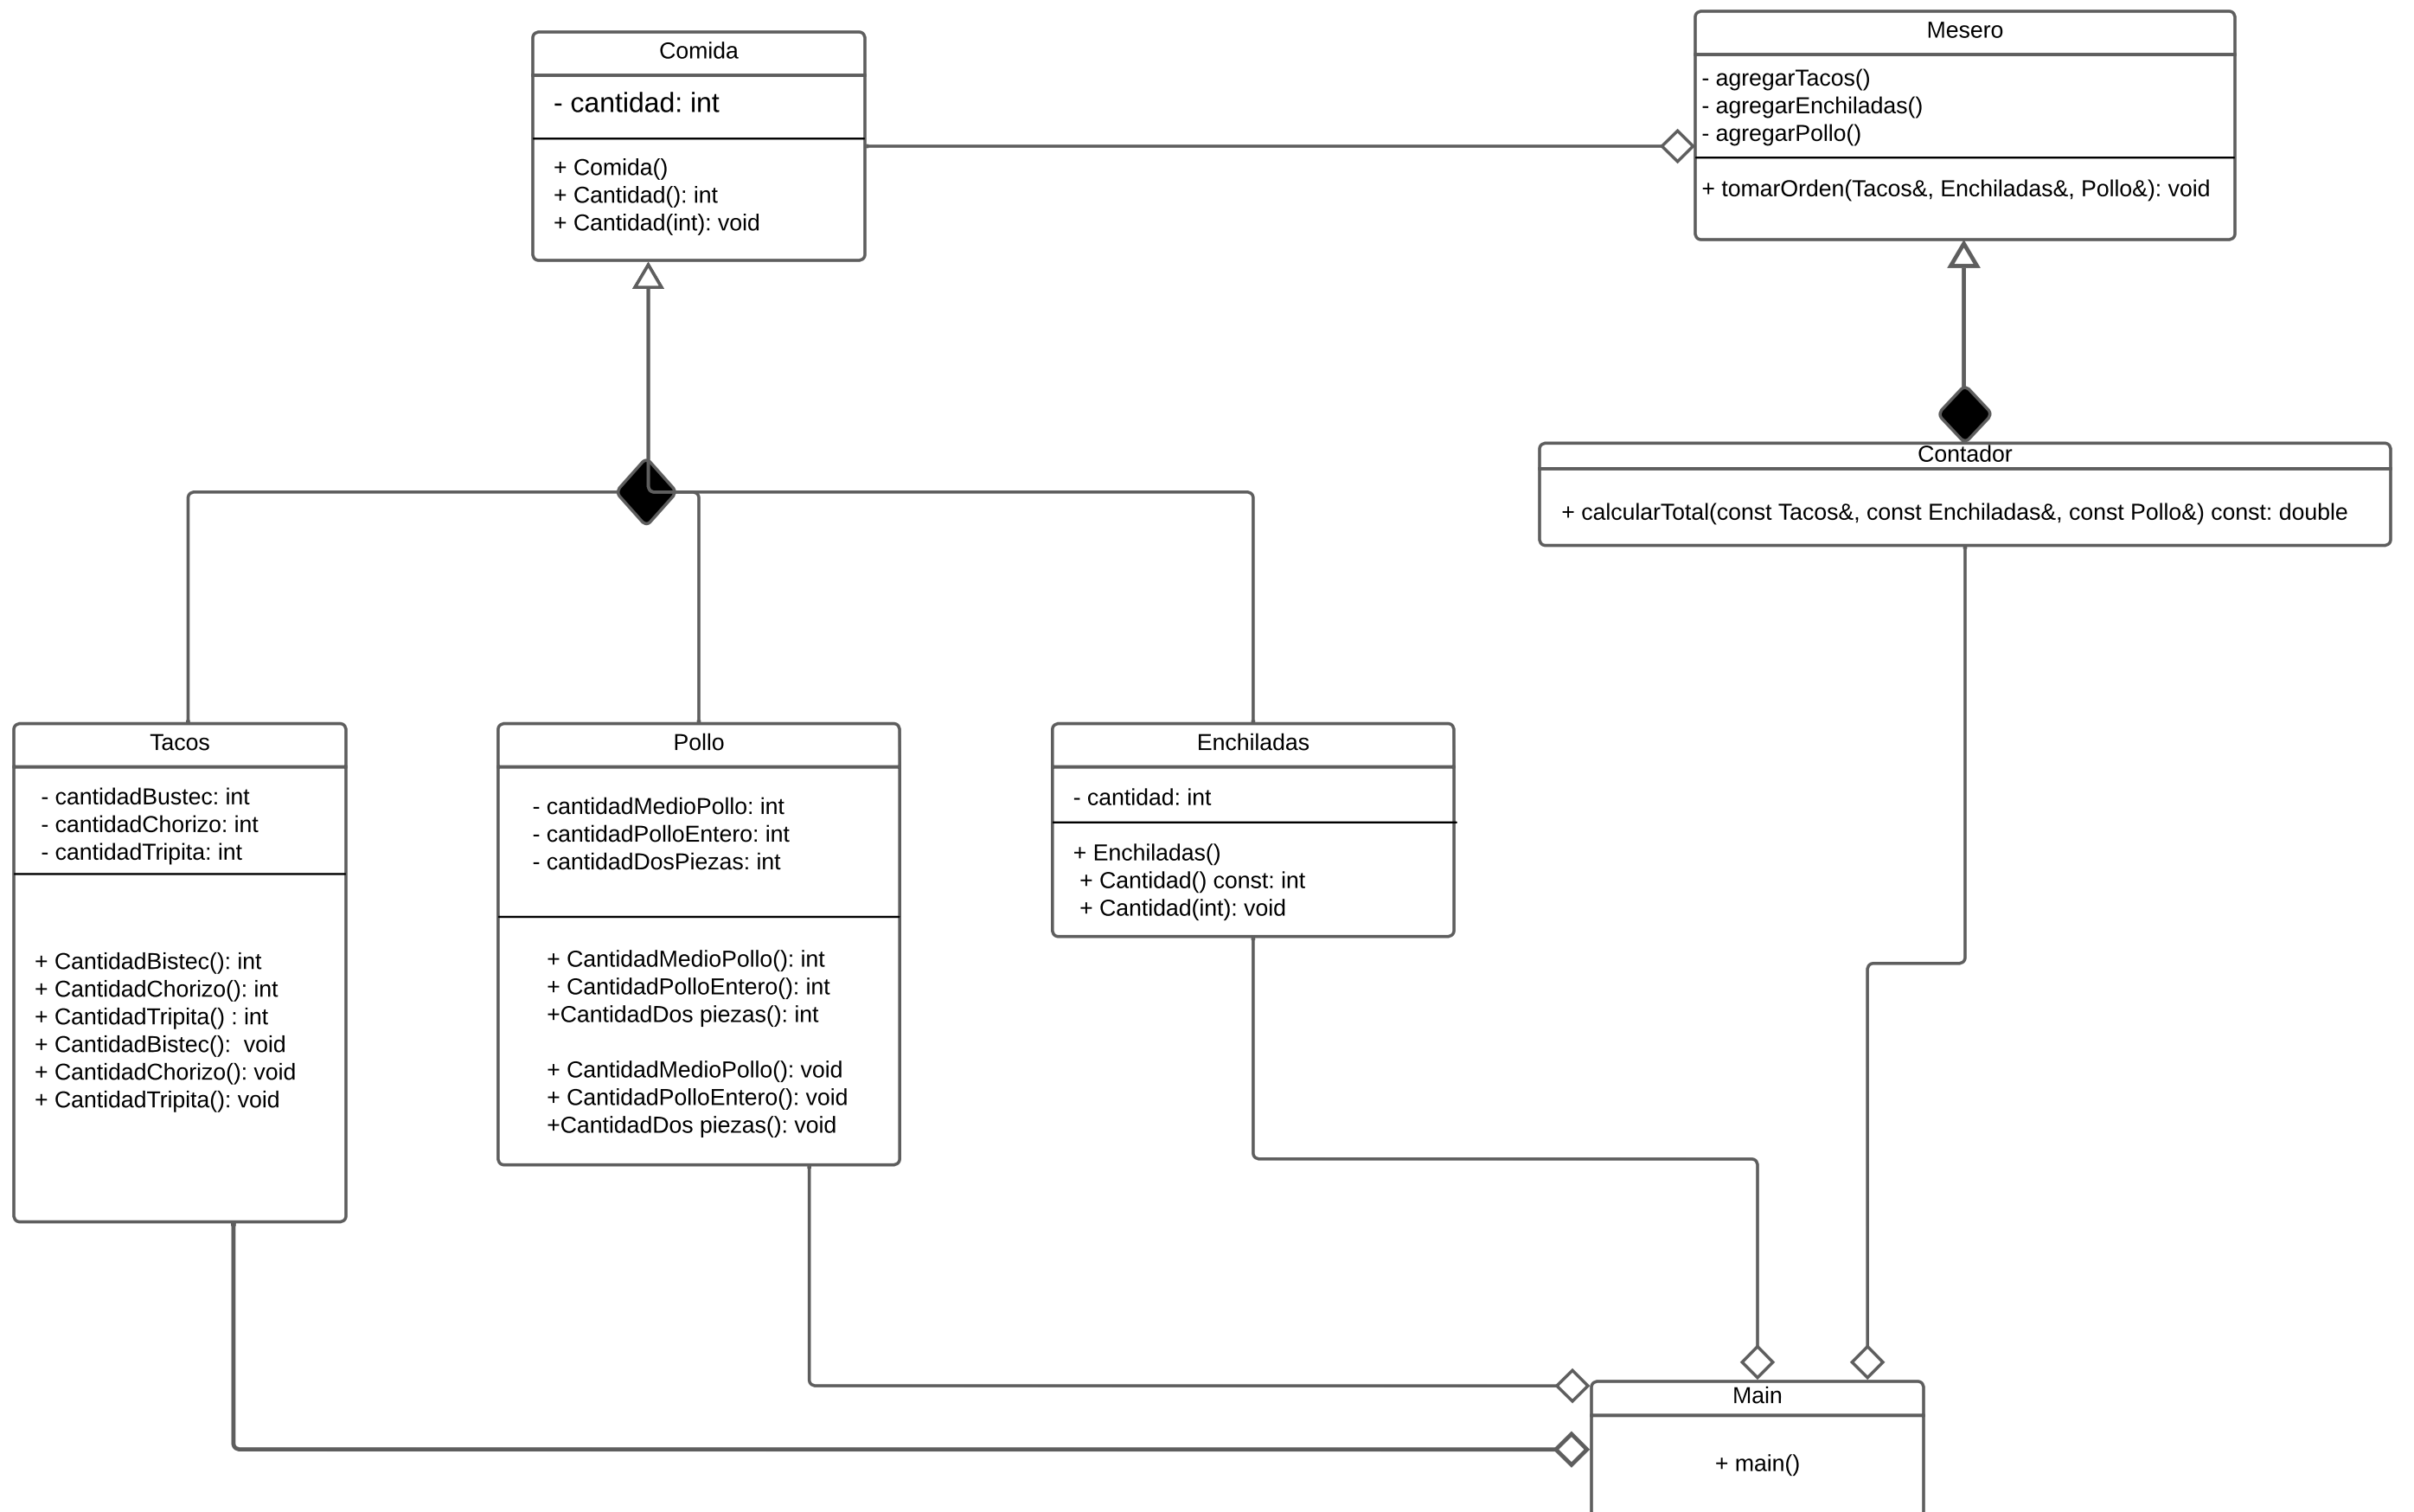 Comida
- cantidad: int
+ Comida()
+ Cantidad(): int
+ Cantidad(int): void
Mesero
- agregarTacos()
- agregarEnchiladas()
- agregarPollo()
+ tomarOrden(Tacos&, Enchiladas&, Pollo&): void
Contador
+ calcularTotal(const Tacos&, const Enchiladas&, const Pollo&) const: double
Tacos
- cantidadBustec: int
- cantidadChorizo: int
- cantidadTripita: int
+ CantidadBistec(): int
+ CantidadChorizo(): int
+ CantidadTripita() : int
+ CantidadBistec():  void
+ CantidadChorizo(): void
+ CantidadTripita(): void
Pollo
- cantidadMedioPollo: int
- cantidadPolloEntero: int
- cantidadDosPiezas: int
+ CantidadMedioPollo(): int
+ CantidadPolloEntero(): int
+CantidadDos piezas(): int
+ CantidadMedioPollo(): void
+ CantidadPolloEntero(): void
+CantidadDos piezas(): void
Enchiladas
- cantidad: int
+ Enchiladas()
+ Cantidad() const: int
+ Cantidad(int): void
Main
+ main()